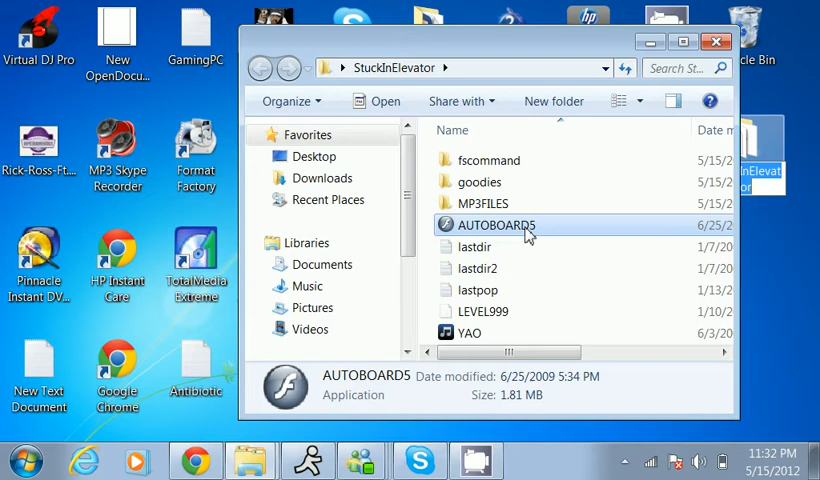 Virtual DJ Pro
New
OpenDocu...
GamingPC
hp
cle Bin
Rick-Ross-Ft....
MP3 Skype
Recorder
Format
Factory
Pinnacle
Instant DV...
HP Instant
Care
TotalMedia
Extreme
New Text
Document
Google
Chrome
Antibiotic
InElevat
or
StuckInElevator
Search St...
Organize
Open
Share with
New folder
Favorites
Desktop
Downloads
Recent Places
Libraries
Documents
Music
Pictures
Videos
Name
Date m
fscommand 5/15/2
goodies 5/15/2
MP3FILES 5/15/2
AUTOBOARD5 6/25/2
lastdir 1/7/20
lastdir2 1/7/20
lastpop 1/13/2
LEVEL999 1/10/2
YAO 6/3/20
AUTOBOARD5 Date modified: 6/25/2009 5:34 PM
Application Size: 1.81 MB
11:32 PM
5/15/2012